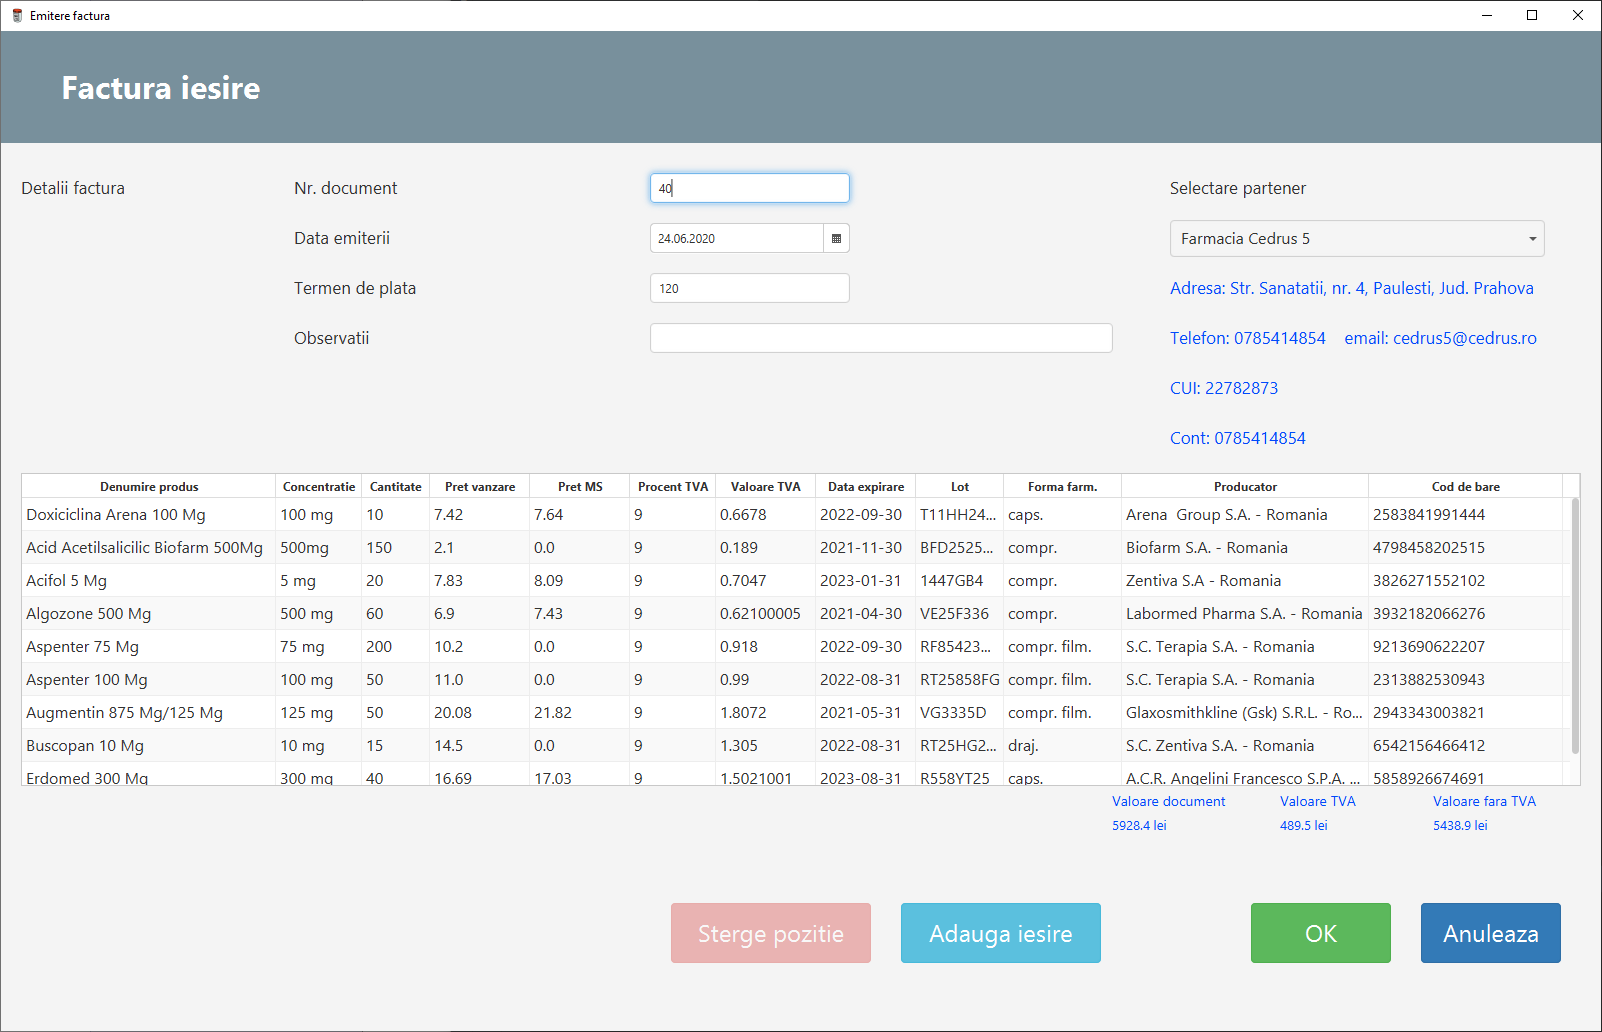 Emitere factura
Factura iesire
Detalii factura
Nr. document
40
Selectare partener
Data emiterii
24.06.2020
Farmacia Cedrus 5
Termen de plata
120
Adresa: Str. Sanatatii, nr. 4, Paulesti, Jud. Prahova
Observatii
Telefon: 0785414854 email: cedrus5@cedrus.ro
CUI: 22782873
Cont: 0785414854
Denumire produs Concentratie Cantitate Pret vanzare Pret MS Procent TVA Valoare TVA Data expirare Lot Forma farm. Producator Cod de bare
Doxiciclina Arena 100 Mg 100 mg 10 7.42 7.64 9 0.6678 2022-09-30 T11HH24... caps. Arena Group S.A. - Romania 2583841991444
Acid Acetilsalicilic Biofarm 500Mg 500mg 150 2.1 0.0 9 0.189 2021-11-30 BFD2525... compr. Biofarm S.A. - Romania 4798458202515
Acifol 5 Mg 5 mg 20 7.83 8.09 9 0.7047 2023-01-31 1447GB4 compr. Zentiva S.A - Romania 3826271552102
Algozone 500 Mg 500 mg 60 6.9 7.43 9 0.62100005 2021-04-30 VE25F336 compr. Labormed Pharma S.A. - Romania 3932182066276
Aspenter 75 Mg 75 mg 200 10.2 0.0 9 0.918 2022-09-30 RF85423... compr. film. S.C. Terapia S.A. - Romania 9213690622207
Aspenter 100 Mg 100 mg 50 11.0 0.0 9 0.99 2022-08-31 RT25858FG compr. film. S.C. Terapia S.A. - Romania 2313882530943
Augmentin 875 Mg/125 Mg 125 mg 50 20.08 21.82 9 1.8072 2021-05-31 VG3335D compr. film. Glaxosmithkline (Gsk) S.R.L. - Ro... 2943343003821
Buscopan 10 Mg 10 mg 15 14.5 0.0 9 1.305 2022-08-31 RT25HG2... draj. S.C. Zentiva S.A. - Romania 6542156466412
Erdomed 300 Mg 300 mg 40 16.69 17.03 9 1.5021001 2023-08-31 R558YT25 caps. A.C.R. Angelini Francesco S.P.A. ... 5858926674691
Valoare document Valoare TVA Valoare fara TVA
5928.4 lei 489.5 lei 5438.9 lei
Sterge pozitie Adauga iesire OK Anuleaza